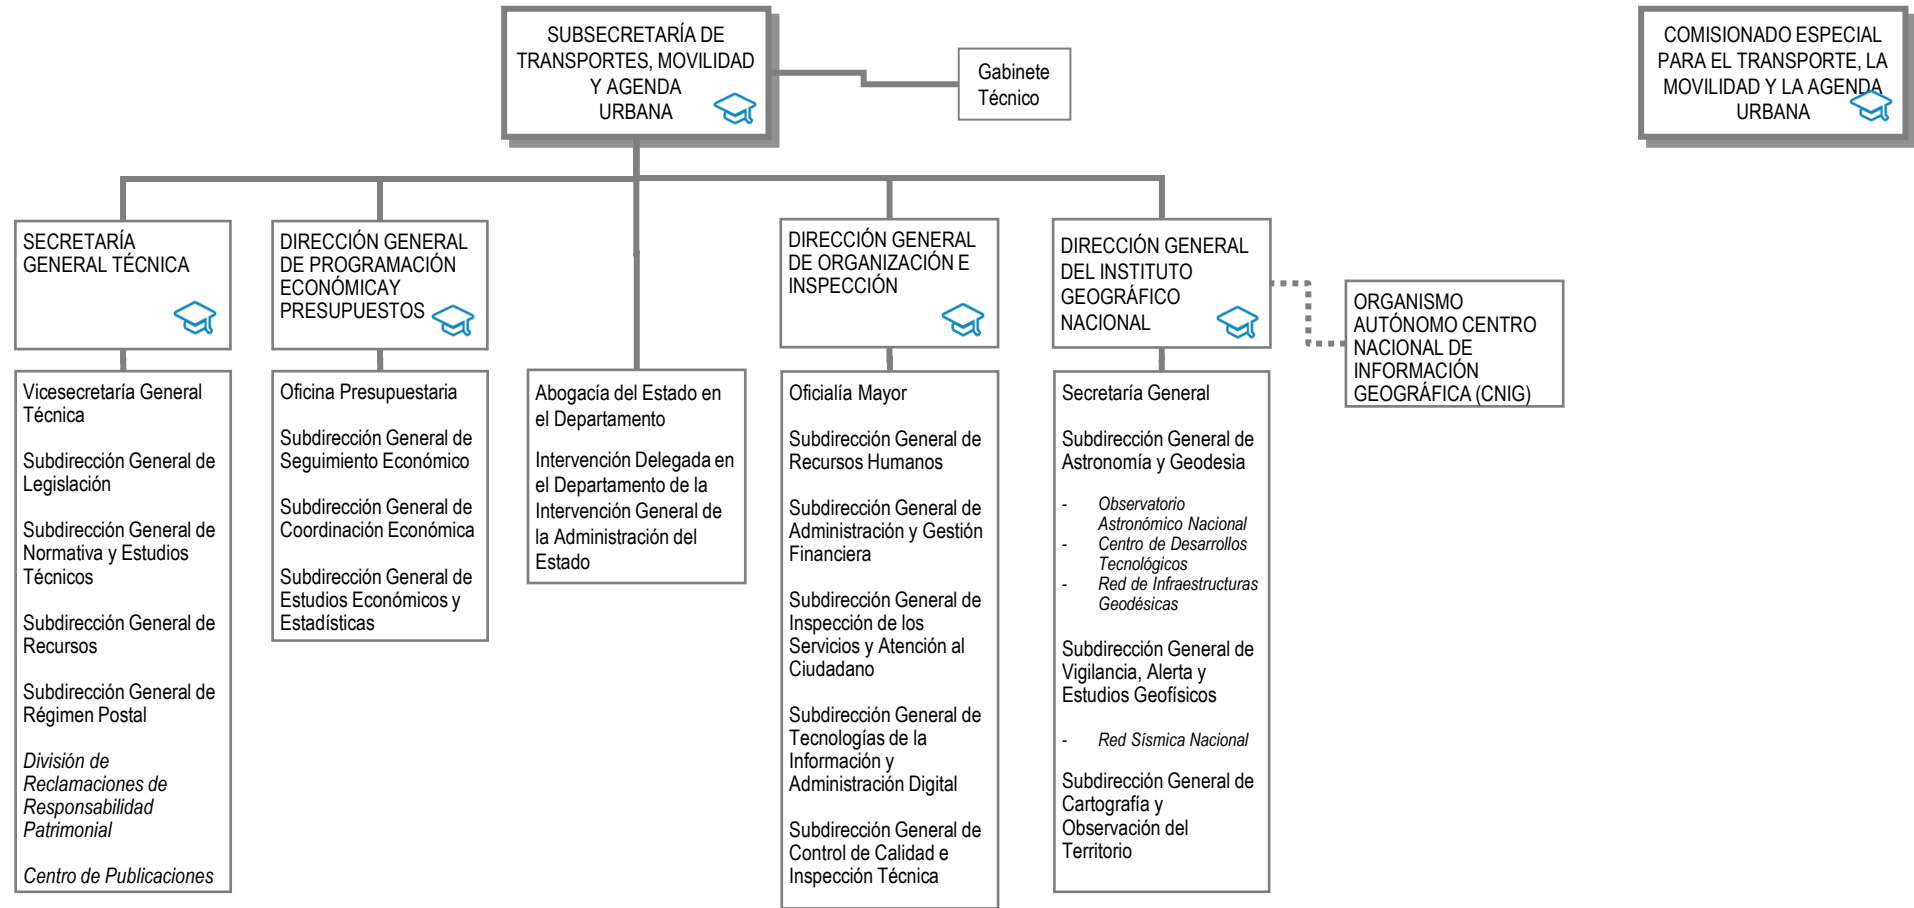 SUBSECRETARÍA DE
TRANSPORTES, MOVILIDAD
Y AGENDA
URBANA
Gabinete
Técnico
COMISIONADO ESPECIAL
PARA EL TRANSPORTE, LA
MOVILIDAD Y LA AGENDA
URBANA
SECRETARÍA
GENERAL TÉCNICA
DIRECCIÓN GENERAL
DE PROGRAMACIÓN
ECONÓMICAY
PRESUPUESTOS
DIRECCIÓN GENERAL
DE ORGANIZACIÓN E
INSPECCIÓN
DIRECCIÓN GENERAL
DEL INSTITUTO
GEOGRÁFICO
NACIONAL
ORGANISMO
AUTÓNOMO CENTRO
NACIONAL DE
INFORMACIÓN
GEOGRÁFICA (CNIG)
Vicesecretaría General
Técnica
Subdirección General de
Legislación
Subdirección General de
Normativa y Estudios
Técnicos
Subdirección General de
Recursos
Subdirección General de
Régimen Postal
División de
Reclamaciones de
Responsabilidad
Patrimonial
Centro de Publicaciones
Oficina Presupuestaria
Subdirección General de
Seguimiento Económico
Subdirección General de
Coordinación Económica
Subdirección General de
Estudios Económicos y
Estadísticas
Abogacía del Estado en
el Departamento
Intervención Delegada en
el Departamento de la
Intervención General de
la Administración del
Estado
Oficialía Mayor
Subdirección General de
Recursos Humanos
Subdirección General de
Administración y Gestión
Financiera
Subdirección General de
Inspección de los
Servicios y Atención al
Ciudadano
Subdirección General de
Tecnologías de la
Información y
Administración Digital
Subdirección General de
Control de Calidad e
Inspección Técnica
Secretaría General
Subdirección General de
Astronomía y Geodesia
- Observatorio
Astronómico Nacional
- Centro de Desarrollos
Tecnológicos
- Red de Infraestructuras
Geodésicas
Subdirección General de
Vigilancia, Alerta y
Estudios Geofísicos
- Red Sísmica Nacional
Subdirección General de
Cartografía y
Observación del
Territorio